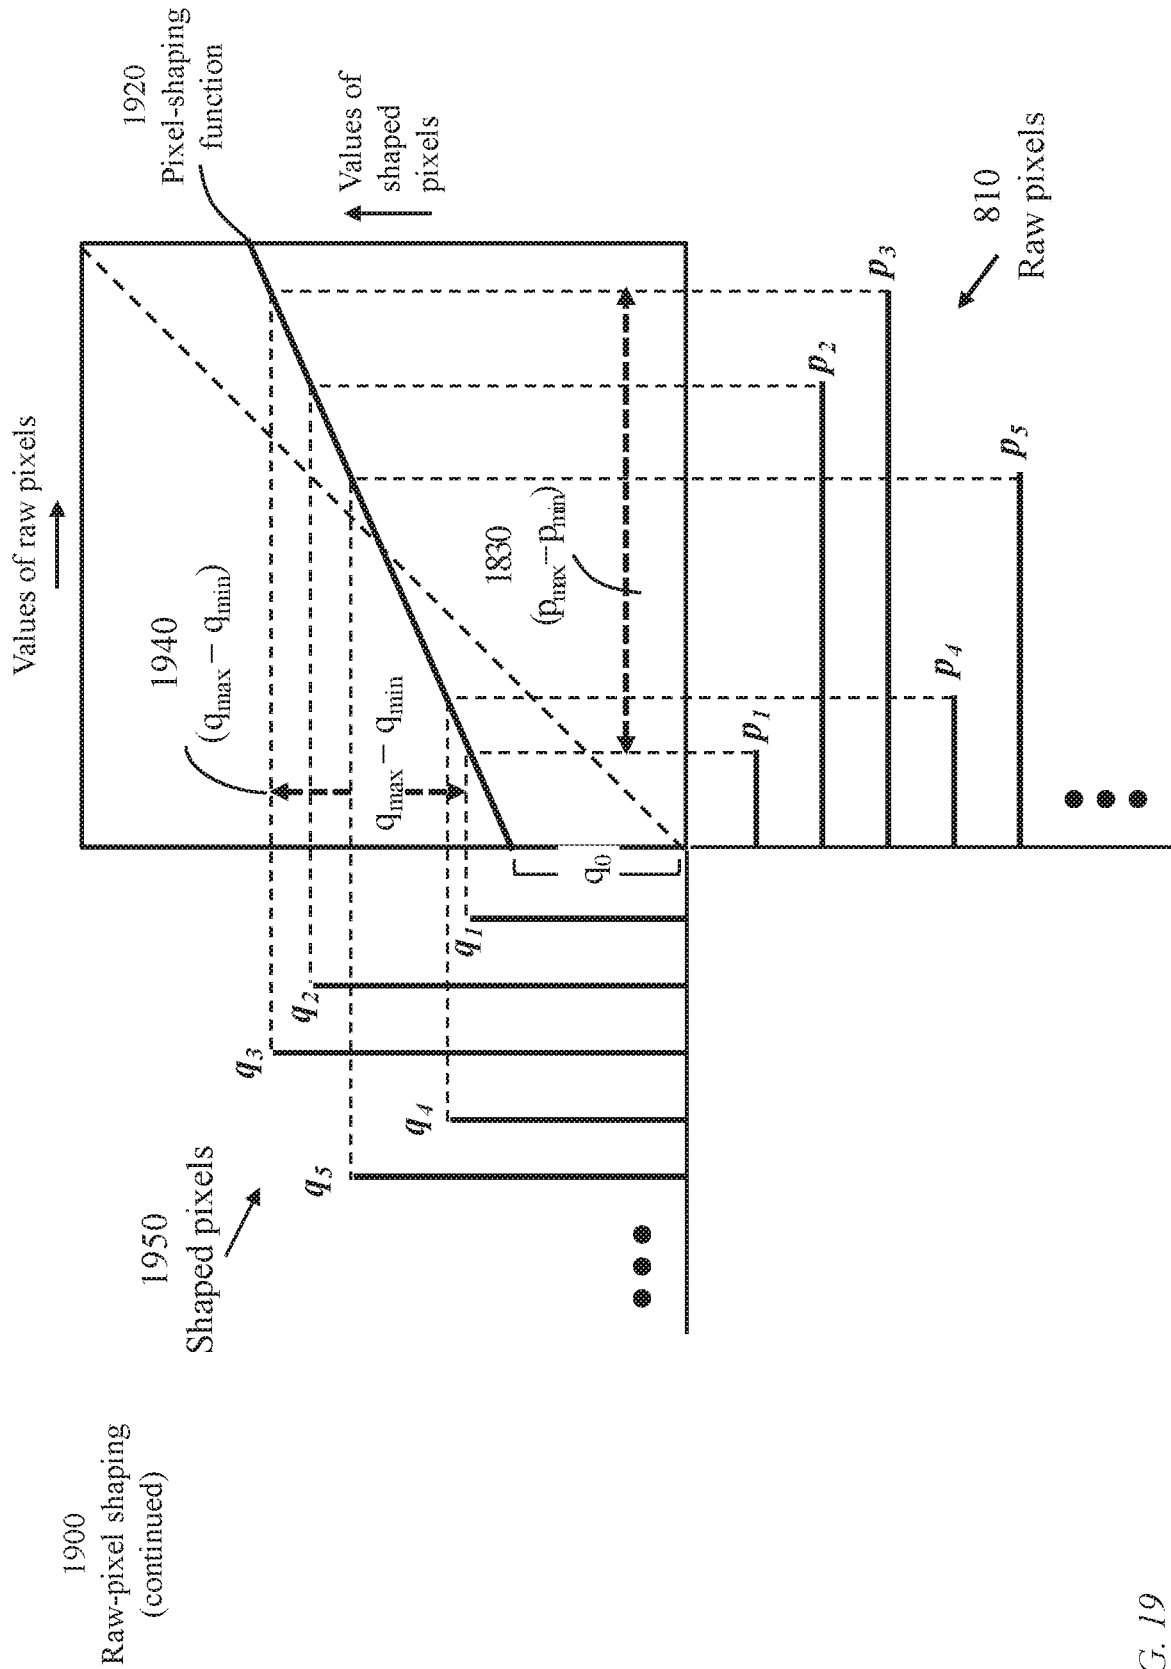 1900
Raw-pixel shaping
(continued)
1950
Shaped pixels
Values of raw pixels
1940
(qmax – qmin)
qmax – qmin
1920
Pixel-shaping
function
Values of
shaped
pixels
q5
q4
q3
q2
q1
q0
1830
(pmax–pmin)
p1
p2
p3
p4
p5
810
Raw pixels
G. 19